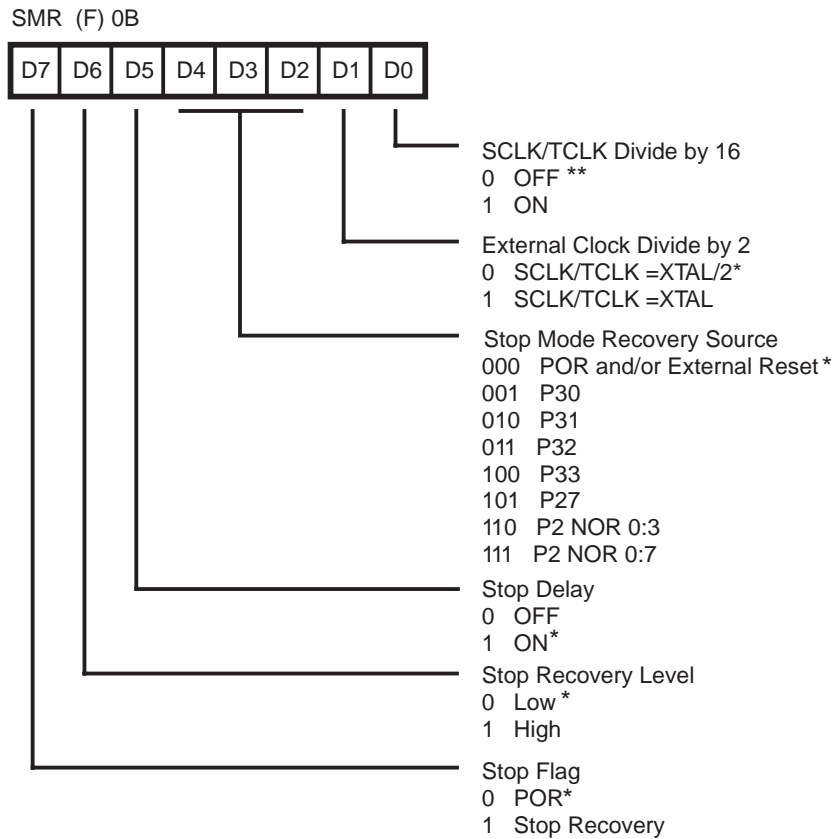 SMR (F) 0B
D7 D6 D5 D4 D3 D2 D1 D0
SCLK/TCLK Divide by 16
0 OFF **
1 ON
External Clock Divide by 2
0 SCLK/TCLK =XTAL/2*
1 SCLK/TCLK =XTAL
Stop Mode Recovery Source
000 POR and/or External Reset*
001 P30
010 P31
011 P32
100 P33
101 P27
110 P2 NOR 0:3
111 P2 NOR 0:7
Stop Delay
0 OFF
1 ON*
Stop Recovery Level
0 Low*
1 High
Stop Flag
0 POR*
1 Stop Recovery